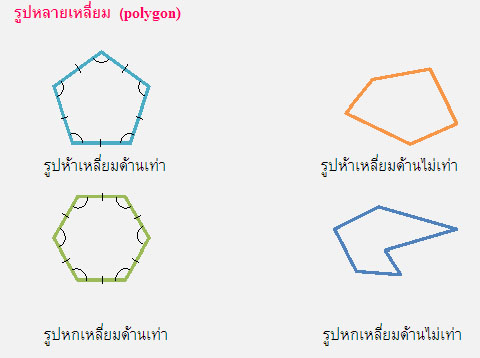 รูปหลายเหลี่ยม (polygon)
รูปห้าเหลี่ยมด้านเท่า
รูปห้าเหลี่ยมด้านไม่เท่า
รูปหกเหลี่ยมด้านเท่า
รูปหกเหลี่ยมด้านไม่เท่า